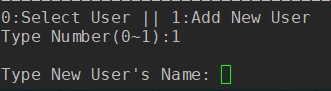 0:Select User || 1:Add New User
Type Number(0~1):1
Type New User's Name: